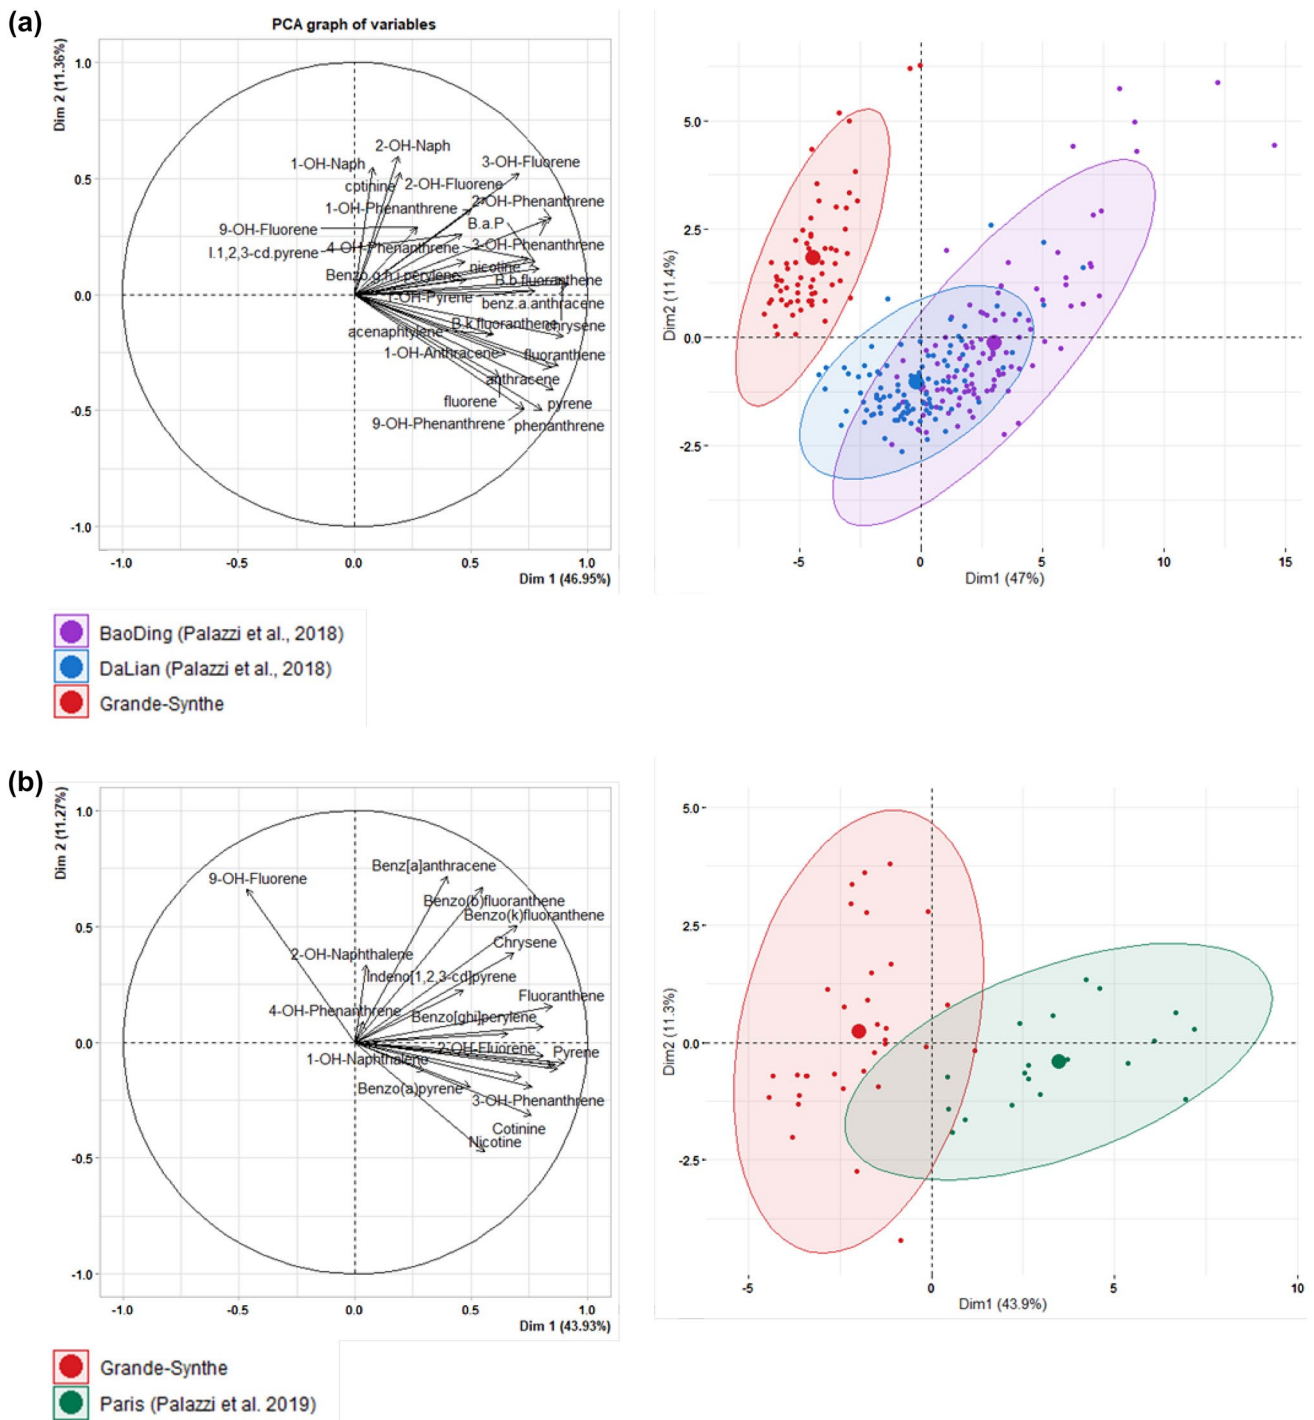 (a)
PCA graph of variables
Dim 2 (11.36%)
1.0
0.5
0.0
-0.5
-1.0
2-OH-Naph
1-OH-Naph
3-OH-Fluorene
cotinine
2-OH-Fluorene
1-OH-Phenanthrene
2-OH-Phenanthrene
9-OH-Fluorene
B.a.P
I.1,2,3-cd.pyrene
4-OH-Phenanthrene
3-OH-Phenanthrene
nicotine
Benzo.g.h.i.perylene
B.b.fluoranthene
1-OH-Pyrene
benz.a.anthracene
acenaphtylene
B.k.fluoranthene
chrysene
1-OH-Anthracene
fluoranthene
anthracene
fluorene
pyrene
9-OH-Phenanthrene
phenanthrene
-1.0
-0.5
0.0
0.5
1.0
Dim 1 (46.95%)
Dim2 (11.4%)
5.0
2.5
0.0
-2.5
-5
0
5
10
15
Dim1 (47%)
BaoDing (Palazzi et al., 2018)
DaLian (Palazzi et al., 2018)
Grande-Synthe
(b)
Dim 2 (11.27%)
1.0
0.5
0.0
-0.5
-1.0
Benz[a]anthracene
9-OH-Fluorene
Benzo(b)fluoranthene
Benzo(k)fluoranthene
Chrysene
2-OH-Naphthalene
Indeno[1,2,3-cd]pyrene
Fluoranthene
4-OH-Phenanthrene
Benzo[ghi]perylene
2-OH-Fluorene
Pyrene
1-OH-Naphthalene
Benzo(a)pyrene
3-OH-Phenanthrene
Cotinine
Nicotine
-1.0
-0.5
0.0
0.5
1.0
Dim 1 (43.93%)
Dim2 (11.3%)
5.0
2.5
0.0
-2.5
-5
0
5
10
Dim1 (43.9%)
Grande-Synthe
Paris (Palazzi et al. 2019)